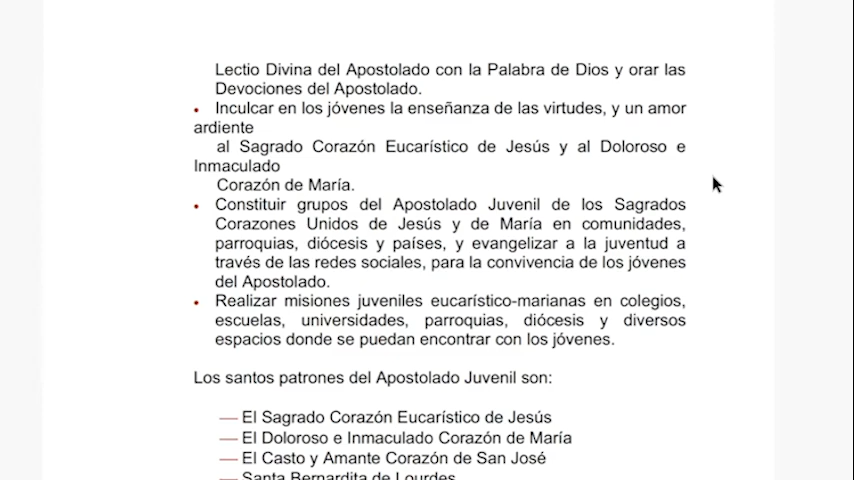 Lectio Divina del Apostolado con la Palabra de Dios y orar las
Devociones del Apostolado.
• Inculcar en los jóvenes la enseñanza de las virtudes, y un amor
ardiente
al Sagrado Corazón Eucarístico de Jesús y al Doloroso e
Inmaculado
Corazón de María.
• Constituir grupos del Apostolado Juvenil de los Sagrados
Corazones Unidos de Jesús y de María en comunidades,
parroquias, diócesis y países, y evangelizar a la juventud a
través de las redes sociales, para la convivencia de los jóvenes
del Apostolado.
• Realizar misiones juveniles eucarístico-marianas en colegios,
escuelas, universidades, parroquias, diócesis y diversos
espacios donde se puedan encontrar con los jóvenes.
Los santos patrones del Apostolado Juvenil son:
— El Sagrado Corazón Eucarístico de Jesús
— El Doloroso e Inmaculado Corazón de María
— El Casto y Amante Corazón de San José
— Santa Bernardita de Lourdes